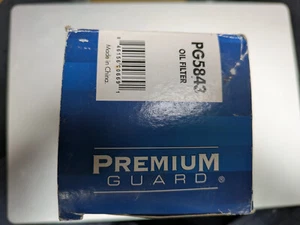 PG5843
OIL FILTER
Made in China.
PREMIUM
GUARD®